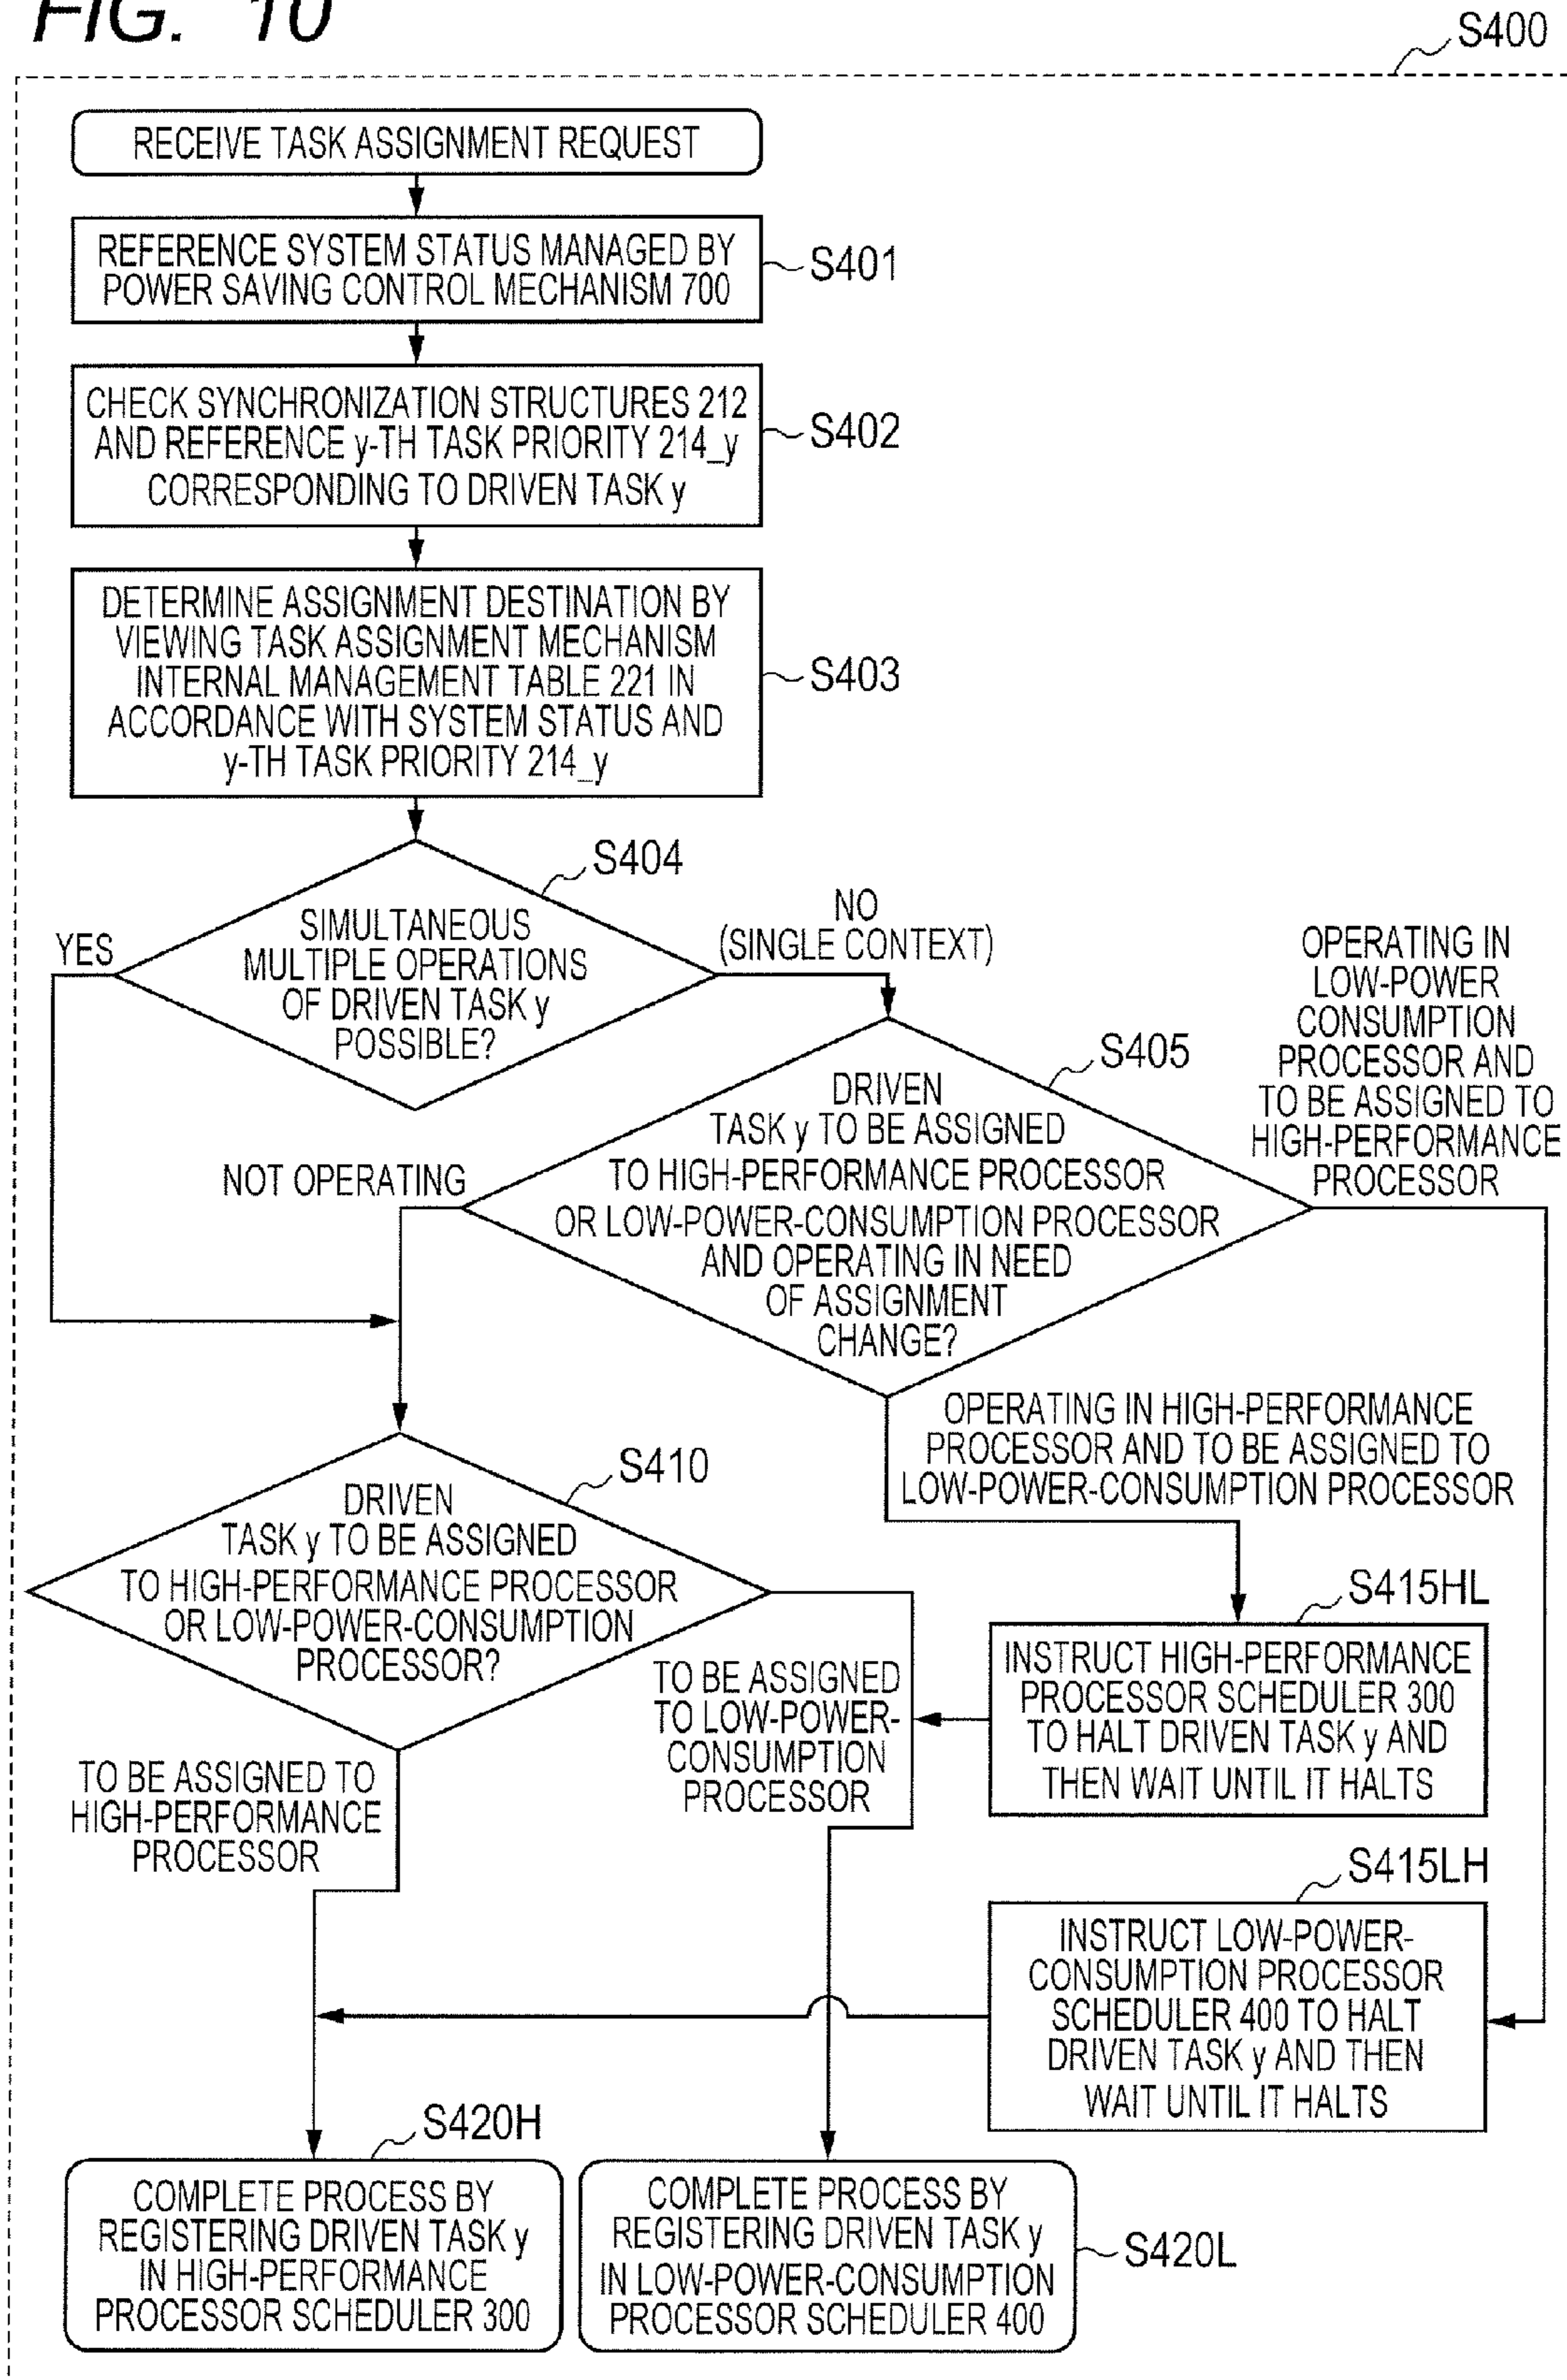 FIG. 10
S400
RECEIVE TASK ASSIGNMENT REQUEST
REFERENCE SYSTEM STATUS MANAGED BY
POWER SAVING CONTROL MECHANISM 700
S401
CHECK SYNCHRONIZATION STRUCTURES 212
AND REFERENCE y-TH TASK PRIORITY 214_y
CORRESPONDING TO DRIVEN TASK y
S402
DETERMINE ASSIGNMENT DESTINATION BY
VIEWING TASK ASSIGNMENT MECHANISM
INTERNAL MANAGEMENT TABLE 221 IN
ACCORDANCE WITH SYSTEM STATUS AND
y-TH TASK PRIORITY 214_y
S403
S404
SIMULTANEOUS
MULTIPLE OPERATIONS
OF DRIVEN TASK y
POSSIBLE?
YES
NO
(SINGLE CONTEXT)
S405
DRIVEN
TASK y TO BE ASSIGNED
TO HIGH-PERFORMANCE PROCESSOR
OR LOW-POWER-CONSUMPTION PROCESSOR
AND OPERATING IN NEED
OF ASSIGNMENT
CHANGE?
NOT OPERATING
OPERATING IN
LOW-POWER
CONSUMPTION
PROCESSOR AND
TO BE ASSIGNED TO
HIGH-PERFORMANCE
PROCESSOR
OPERATING IN HIGH-PERFORMANCE
PROCESSOR AND TO BE ASSIGNED TO
LOW-POWER-CONSUMPTION PROCESSOR
S410
DRIVEN
TASK y TO BE ASSIGNED
TO HIGH-PERFORMANCE PROCESSOR
OR LOW-POWER-CONSUMPTION
PROCESSOR?
TO BE ASSIGNED
TO LOW-POWER-
CONSUMPTION
PROCESSOR
TO BE ASSIGNED TO
HIGH-PERFORMANCE
PROCESSOR
S415HL
INSTRUCT HIGH-PERFORMANCE
PROCESSOR SCHEDULER 300
TO HALT DRIVEN TASK y AND
THEN WAIT UNTIL IT HALTS
S415LH
INSTRUCT LOW-POWER-
CONSUMPTION PROCESSOR
SCHEDULER 400 TO HALT
DRIVEN TASK y AND THEN
WAIT UNTIL IT HALTS
S420H
COMPLETE PROCESS BY
REGISTERING DRIVEN TASK y
IN HIGH-PERFORMANCE
PROCESSOR SCHEDULER 300
COMPLETE PROCESS BY
REGISTERING DRIVEN TASK y
IN LOW-POWER-CONSUMPTION
PROCESSOR SCHEDULER 400
S420L